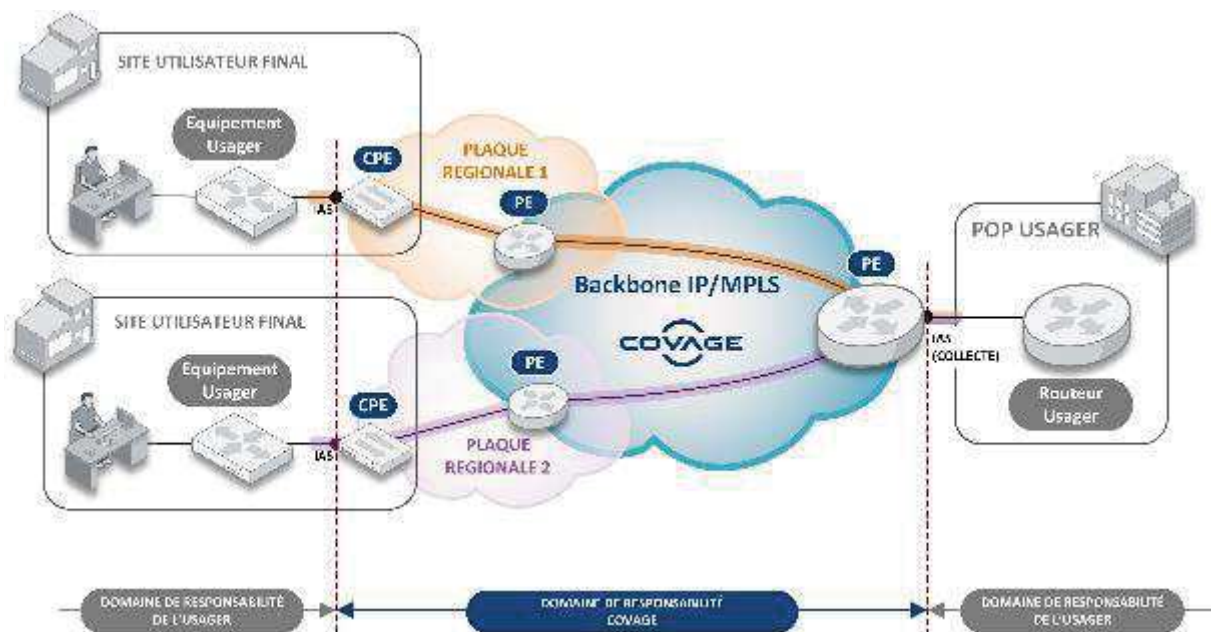 SITE UTILISATEUR FINAL
Equipement
Usager
CPE
IAS
PLAQUE
REGIONALE 1
PE
Backbone IP/MPLS
COVAGE
PE
POP USAGER
IAS
(COLLECTE)
Routeur
Usager
SITE UTILISATEUR FINAL
Equipement
Usager
CPE
IAS
PE
PLAQUE
REGIONALE 2
DOMAINE DE RESPONSABILITÉ
DE L'USAGER
DOMAINE DE RESPONSABILITÉ
COVAGE
DOMAINE DE RESPONSABILITÉ
DE L'USAGER